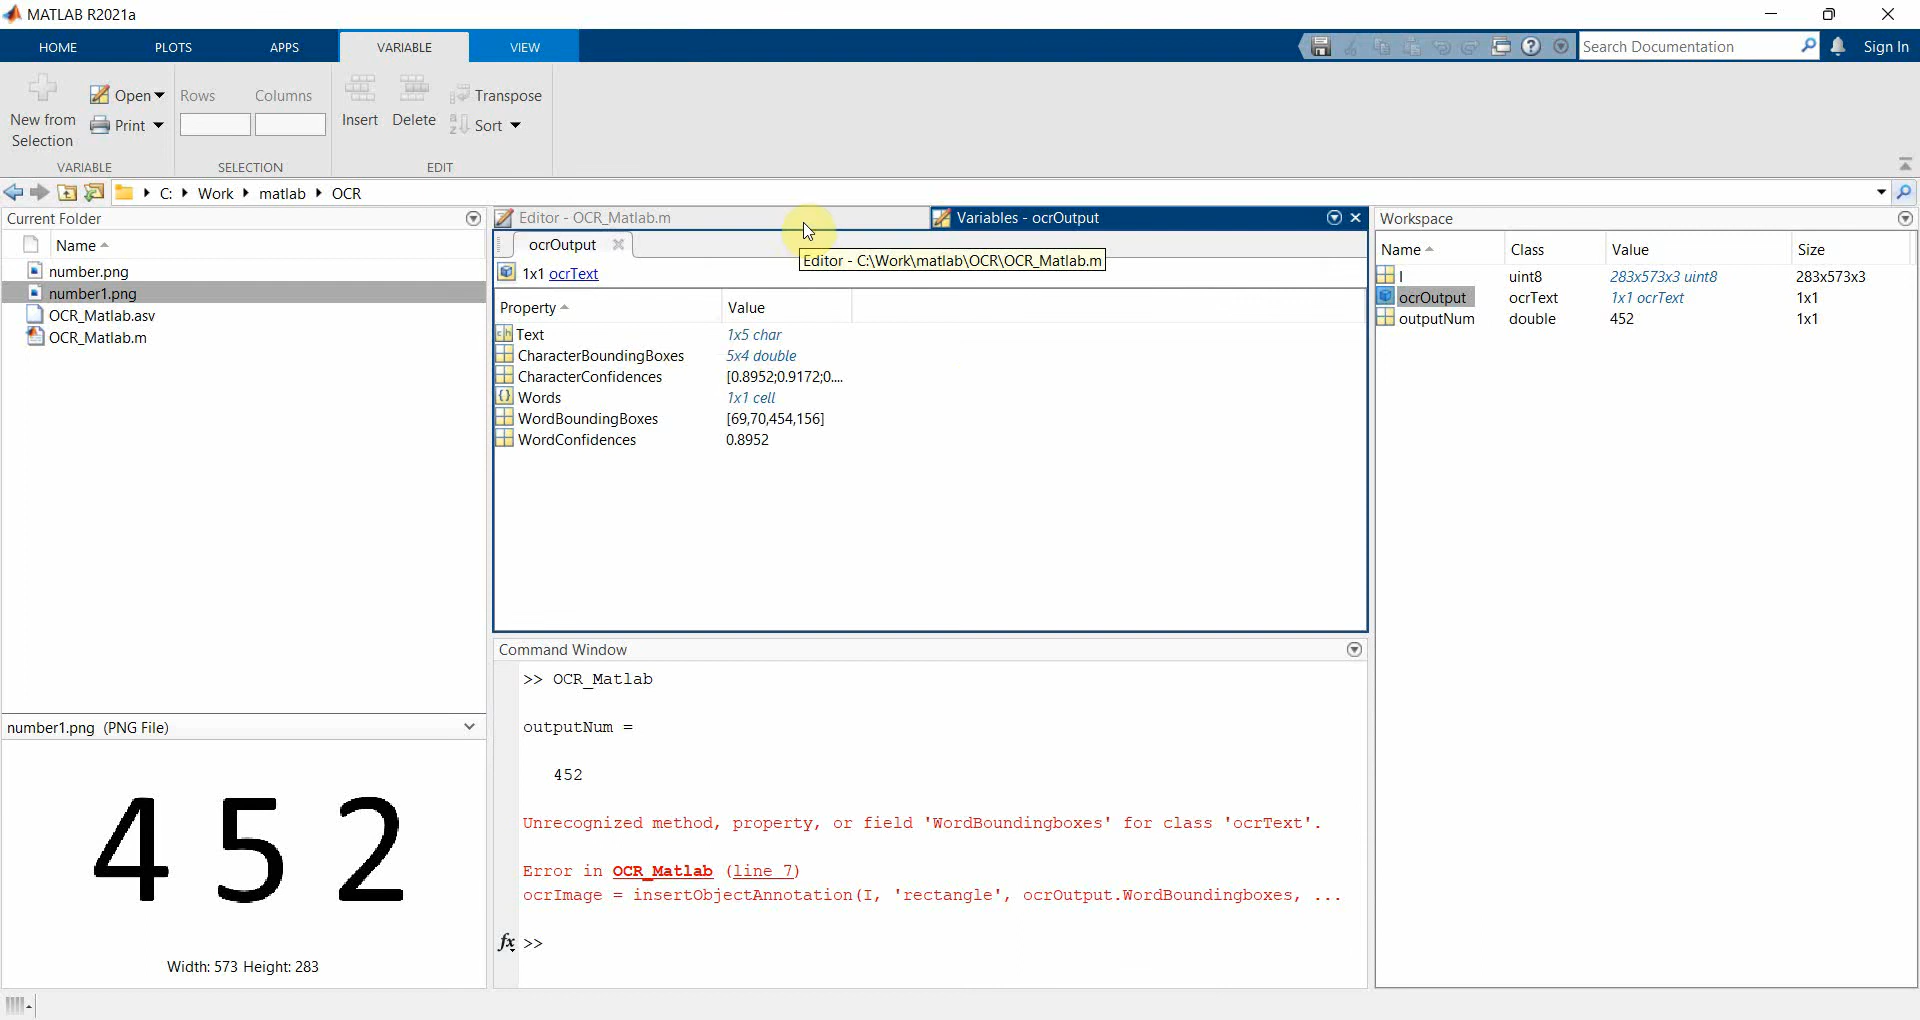 MATLAB R2021a
HOME PLOTS APPS VARIABLE VIEW
Search Documentation
Sign In
New from Selection
Open
Print
VARIABLE
Rows Columns
SELECTION
Insert
Delete
Transpose
Sort
EDIT
C: Work matlab OCR
Current Folder
Name
number.png
number1.png
OCR_Matlab.asv
OCR_Matlab.m
number1.png (PNG File)
4 5 2
Width: 573 Height: 283
Editor - OCR_Matlab.m
Variables - ocrOutput
ocrOutput
Editor - C:\Work\matlab\OCR\OCR_Matlab.m
1x1 ocrText
Property Value
Text 1x5 char
CharacterBoundingBoxes 5x4 double
CharacterConfidences [0.8952;0.9172;0....
Words 1x1 cell
WordBoundingBoxes [69,70,454,156]
WordConfidences 0.8952
Command Window
>> OCR_Matlab
outputNum =
452
Unrecognized method, property, or field 'WordBoundingboxes' for class 'ocrText'.
Error in OCR_Matlab (line 7)
ocrImage = insertObjectAnnotation(I, 'rectangle', ocrOutput.WordBoundingboxes, ...
fx >>
Workspace
Name Class Value Size
I uint8 283x573x3 uint8 283x573x3
ocrOutput ocrText 1x1 ocrText 1x1
outputNum double 452 1x1